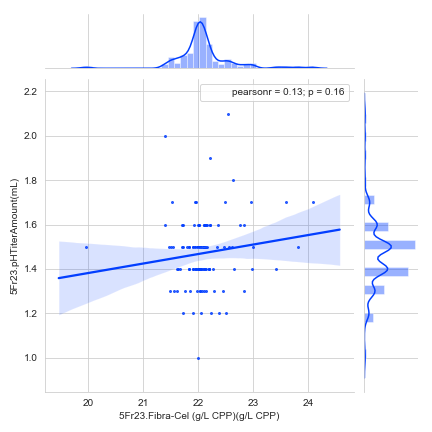 pearsonr = 0.13; p = 0.16
2.2
2.0
1.8
1.6
1.4
1.2
1.0
5Fr23.pHTiterAmount(mL)
20 21 22 23 24
5Fr23.Fibra-Cel (g/L CPP)(g/L CPP)